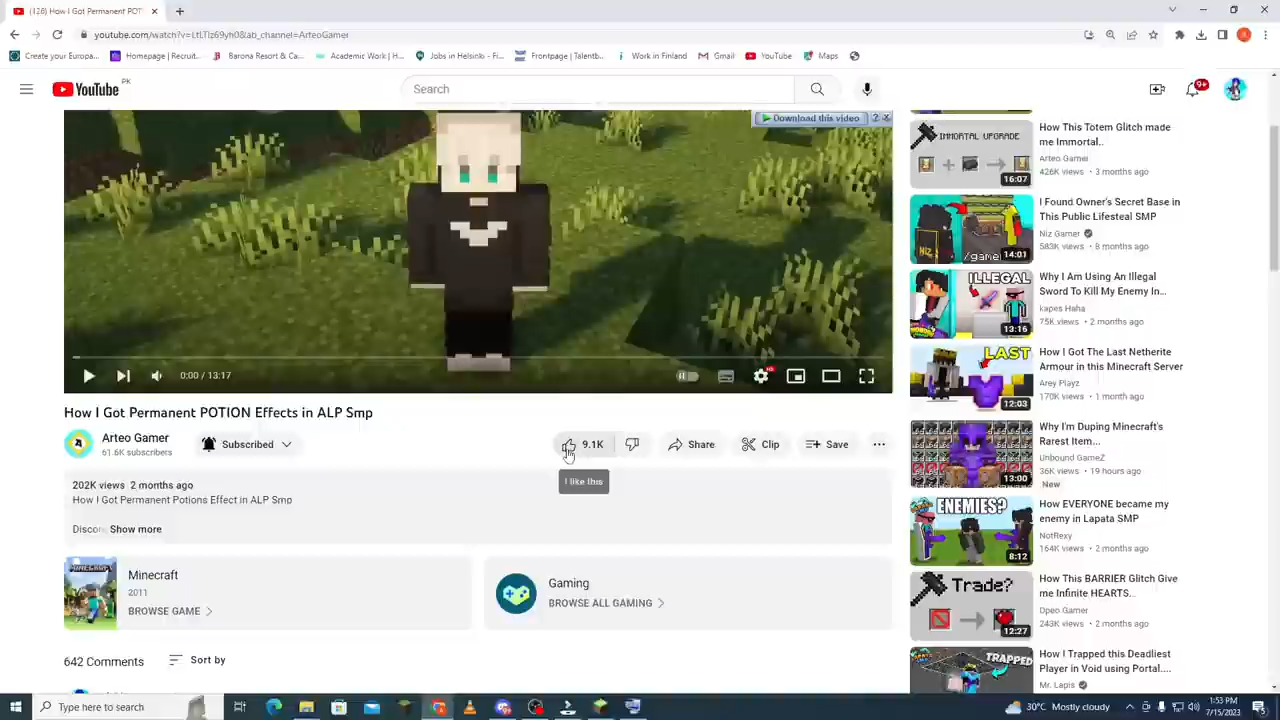 (128) How I Got Permanent POT
youtube.com/watch?v=LtLTlz69yh0&ab_channel=ArteoGamer
Create your Europe... Homepage | Recruit... Barona Resort & Ca... Academic Work | H... Jobs in Helsinki - Fi... Frontpage | Talentb... Work in Finland Gmail YouTube Maps
YouTube PK
Search
9+
Download this video ? x
0:00 / 13:17
HD
How I Got Permanent POTION Effects in ALP Smp
Arteo Gamer
61.6K subscribers
Subscribed
9.1K
Share
Clip
Save
I like this
202K views 2 months ago
How I Got Permanent Potions Effect in ALP Smp
Discor Show more
MINECRAFT
Minecraft
2011
BROWSE GAME
Gaming
BROWSE ALL GAMING
642 Comments Sort by
IMMORTAL UPGRADE
16:07
How This Totem Glitch made
me Immortal..
Arteo Gamer
426K views • 3 months ago
NIZ
/game
14:01
I Found Owner's Secret Base in
This Public Lifesteal SMP
Niz Gamer
583K views • 8 months ago
ILLEGAL
13:16
Why I Am Using An Illegal
Sword To Kill My Enemy In...
kapes Haha
75K views • 2 months ago
LAST
12:03
How I Got The Last Netherite
Armour in this Minecraft Server
Arey Playz
170K views • 1 month ago
13:00
Why I'm Duping Minecraft's
Rarest Item...
Unbound GameZ
36K views • 19 hours ago
New
ENEMIES?
8:12
How EVERYONE became my
enemy in Lapata SMP
NotRexy
164K views • 2 months ago
Trade?
12:27
How This BARRIER Glitch Give
me Infinite HEARTS..
Dpeo Gamer
243K views • 2 months ago
TRAPPED
How I Trapped this Deadliest
Player in Void using Portal....
Mr. Lapis
Type here to search
30°C Mostly cloudy
1:53 PM
7/15/2023